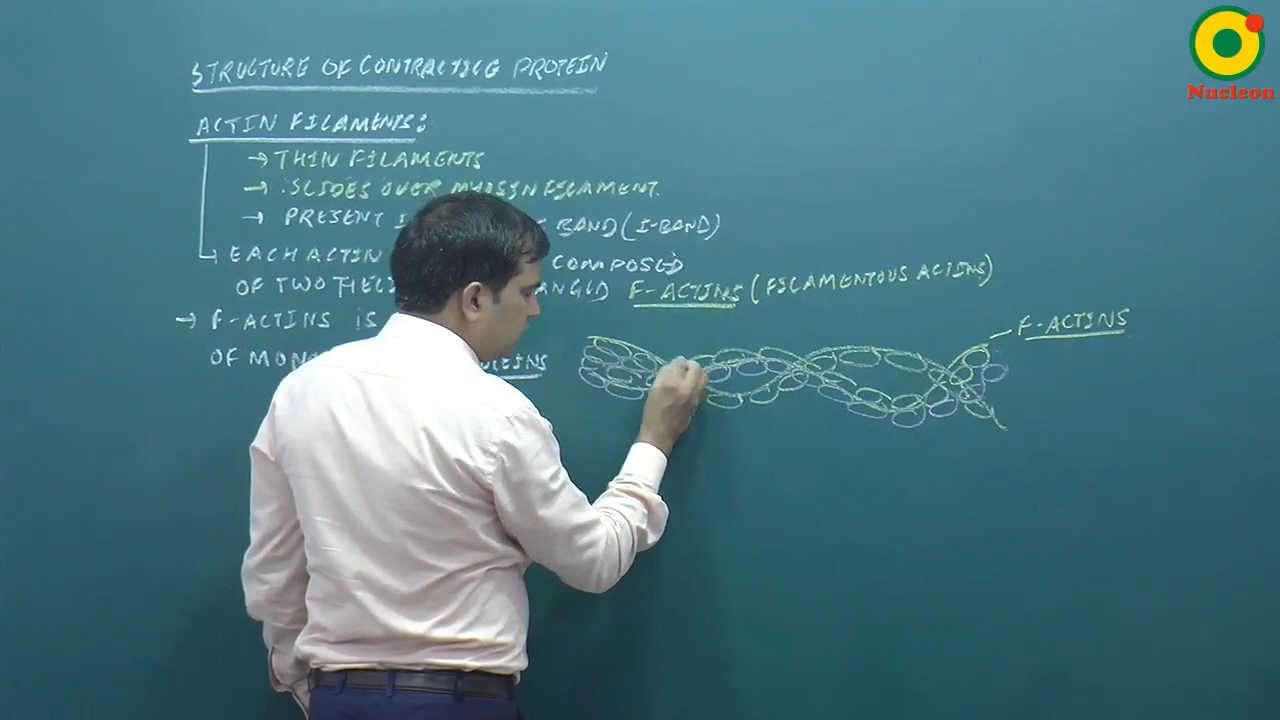 STRUCTURE OF CONTRACTILE PROTEIN
ACTIN FILAMENTS:
→ THIN FILAMENTS
→ SLIDES OVER MYOSIN FILAMENT.
→ PRESENT BAND (I-BAND)
EACH ACTIN COMPOSED
OF TWO F-ACTINS (FILAMENTOUS ACTINS)
→ F-ACTINS IS
OF
F-ACTINS
Nucleon